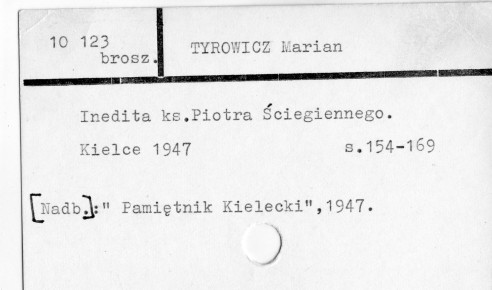 10 123
brosz.
TYROWICZ Marian
Inedita ks.Piotra Ściegiennego.
Kielce 1947 s.154-169
[Nadb.]:" Pamiętnik Kielecki",1947.